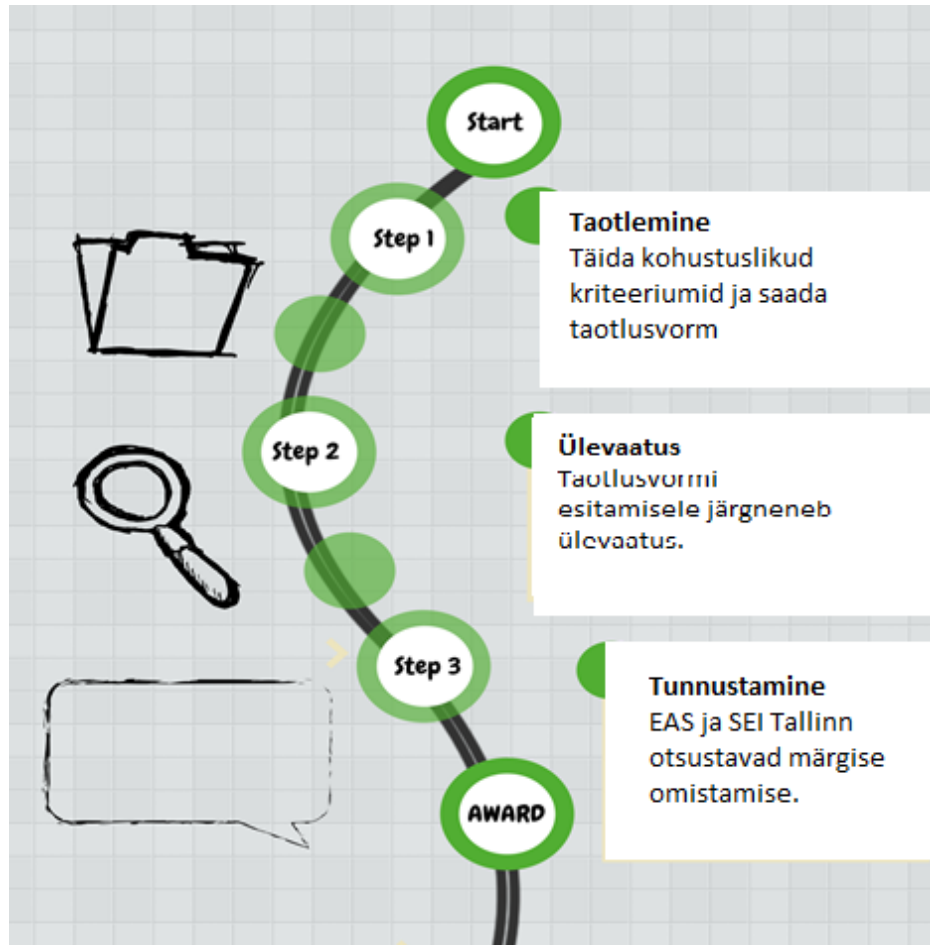 Start
Step 1
Taotlemine
Täida kohustuslikud
kriteeriumid ja saada
taotlusvorm
Step 2
Ülevaatus
Taotlusvormi
esitamisele järgneneb
ülevaatus.
Step 3
Tunnustamine
EAS ja SEI Tallinn
otsustavad märgise
omistamise.
AWARD